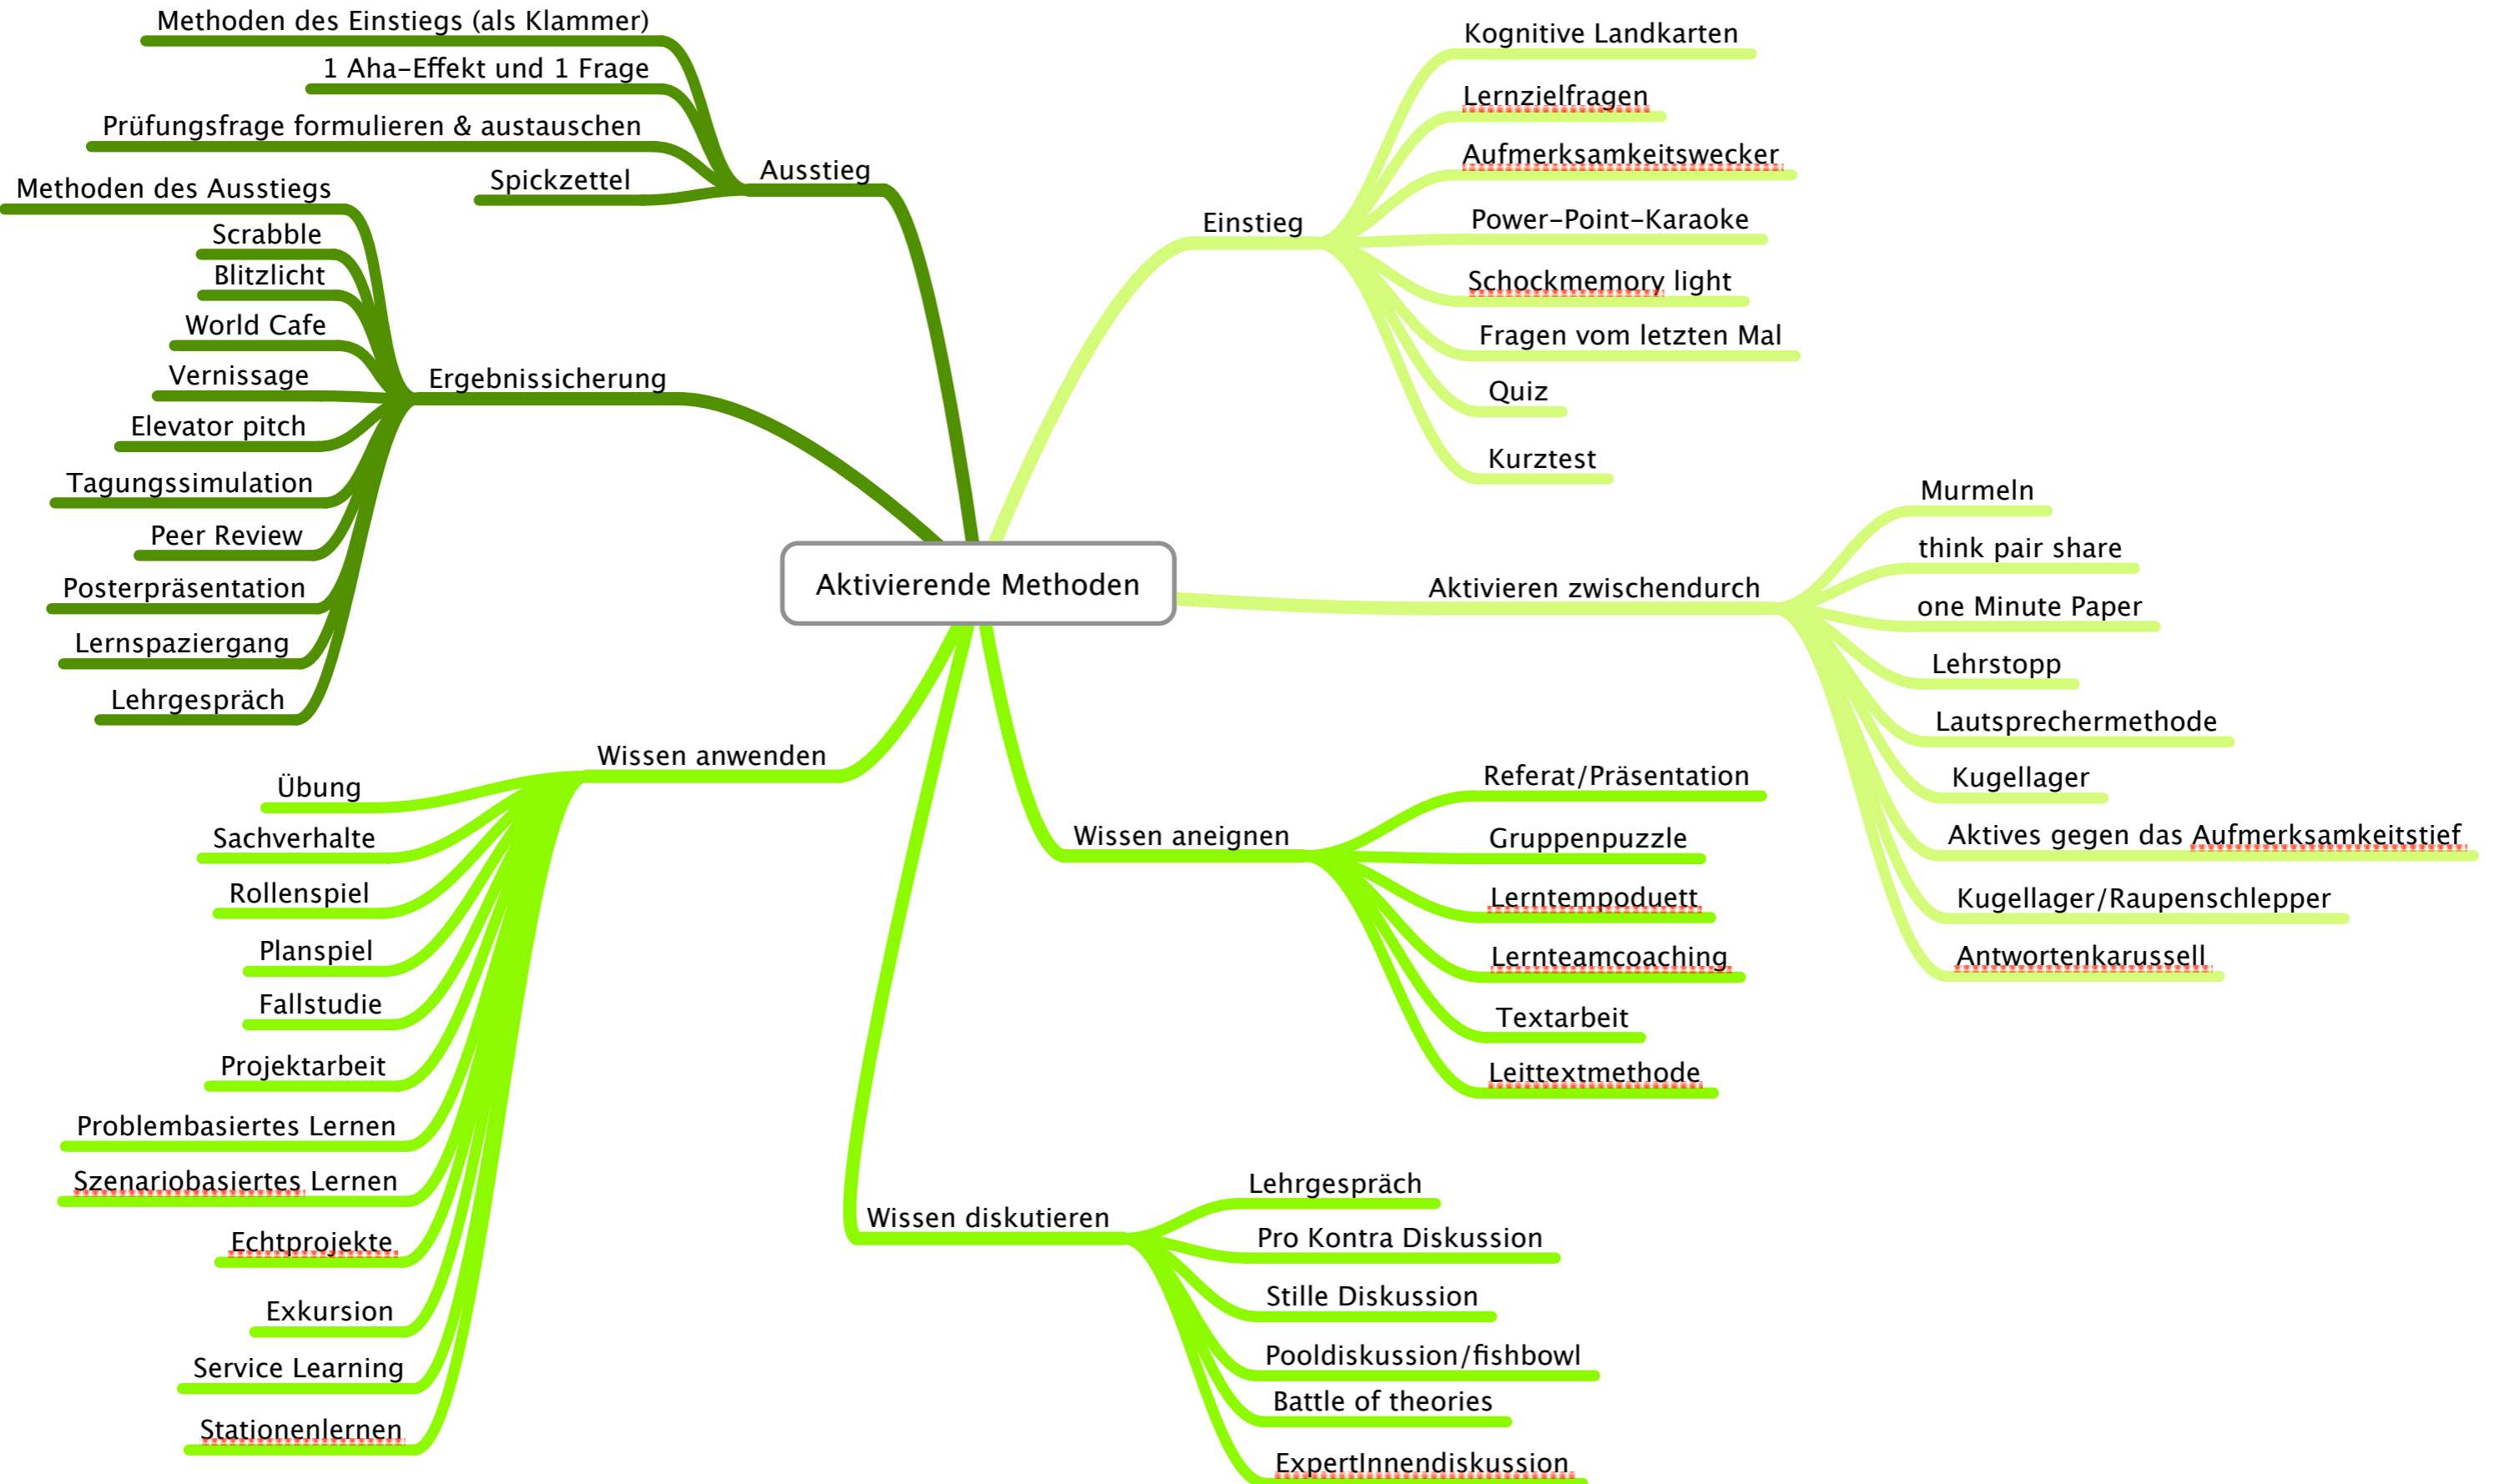 Aktivierende Methoden
Einstieg
Kognitive Landkarten
Lernzielfragen
Aufmerksamkeitswecker
Power-Point-Karaoke
Schockmemory light
Fragen vom letzten Mal
Quiz
Kurztest
Aktivieren zwischendurch
Murmeln
think pair share
one Minute Paper
Lehrstopp
Lautsprechermethode
Kugellager
Aktives gegen das Aufmerksamkeitstief
Kugellager/Raupenschlepper
Antwortenkarussell
Wissen aneignen
Referat/Präsentation
Gruppenpuzzle
Lerntempoduett
Lernteamcoaching
Textarbeit
Leittextmethode
Wissen diskutieren
Lehrgespräch
Pro Kontra Diskussion
Stille Diskussion
Pooldiskussion/fishbowl
Battle of theories
ExpertInnendiskussion
Wissen anwenden
Übung
Sachverhalte
Rollenspiel
Planspiel
Fallstudie
Projektarbeit
Problembasiertes Lernen
Szenariobasiertes Lernen
Echtprojekte
Exkursion
Service Learning
Stationenlernen
Ergebnissicherung
Methoden des Ausstiegs
Scrabble
Blitzlicht
World Cafe
Vernissage
Elevator pitch
Tagungssimulation
Peer Review
Posterpräsentation
Lernspaziergang
Lehrgespräch
Ausstieg
Methoden des Einstiegs (als Klammer)
1 Aha-Effekt und 1 Frage
Prüfungsfrage formulieren & austauschen
Spickzettel